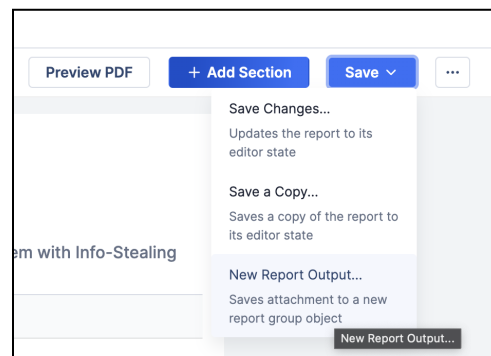 Preview PDF
+ Add Section
Save
...
Save Changes...
Updates the report to its
editor state
Save a Copy...
Saves a copy of the report to
its editor state
em with Info-Stealing
New Report Output...
Saves attachment to a new
report group object
New Report Output...